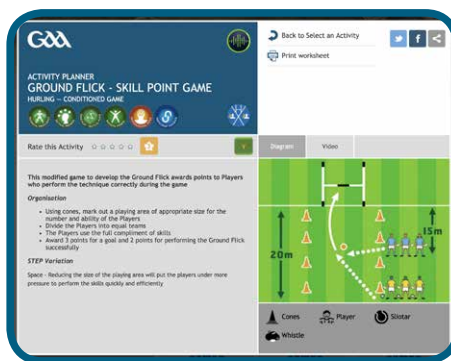 GAA
ACTIVITY PLANNER
GROUND FLICK - SKILL POINT GAME
HURLING – CONDITIONED GAME
Back to Select an Activity
Print worksheet
Rate this Activity
Diagram
Video
This modified game to develop the Ground Flick awards points to Players
who perform the technique correctly during the game
Organisation
• Using cones, mark out a playing area of appropriate size for the
number and ability of the Players
• Divide the Players into equal teams
• The Players use the full compliment of skills
• Award 3 points for a goal and 2 points for performing the Ground Flick
successfully
STEP Variation
Space - Reducing the size of the playing area will put the players under more
pressure to perform the skills quickly and efficiently
20m
15m
Cones
Player
Sliotar
Whistle